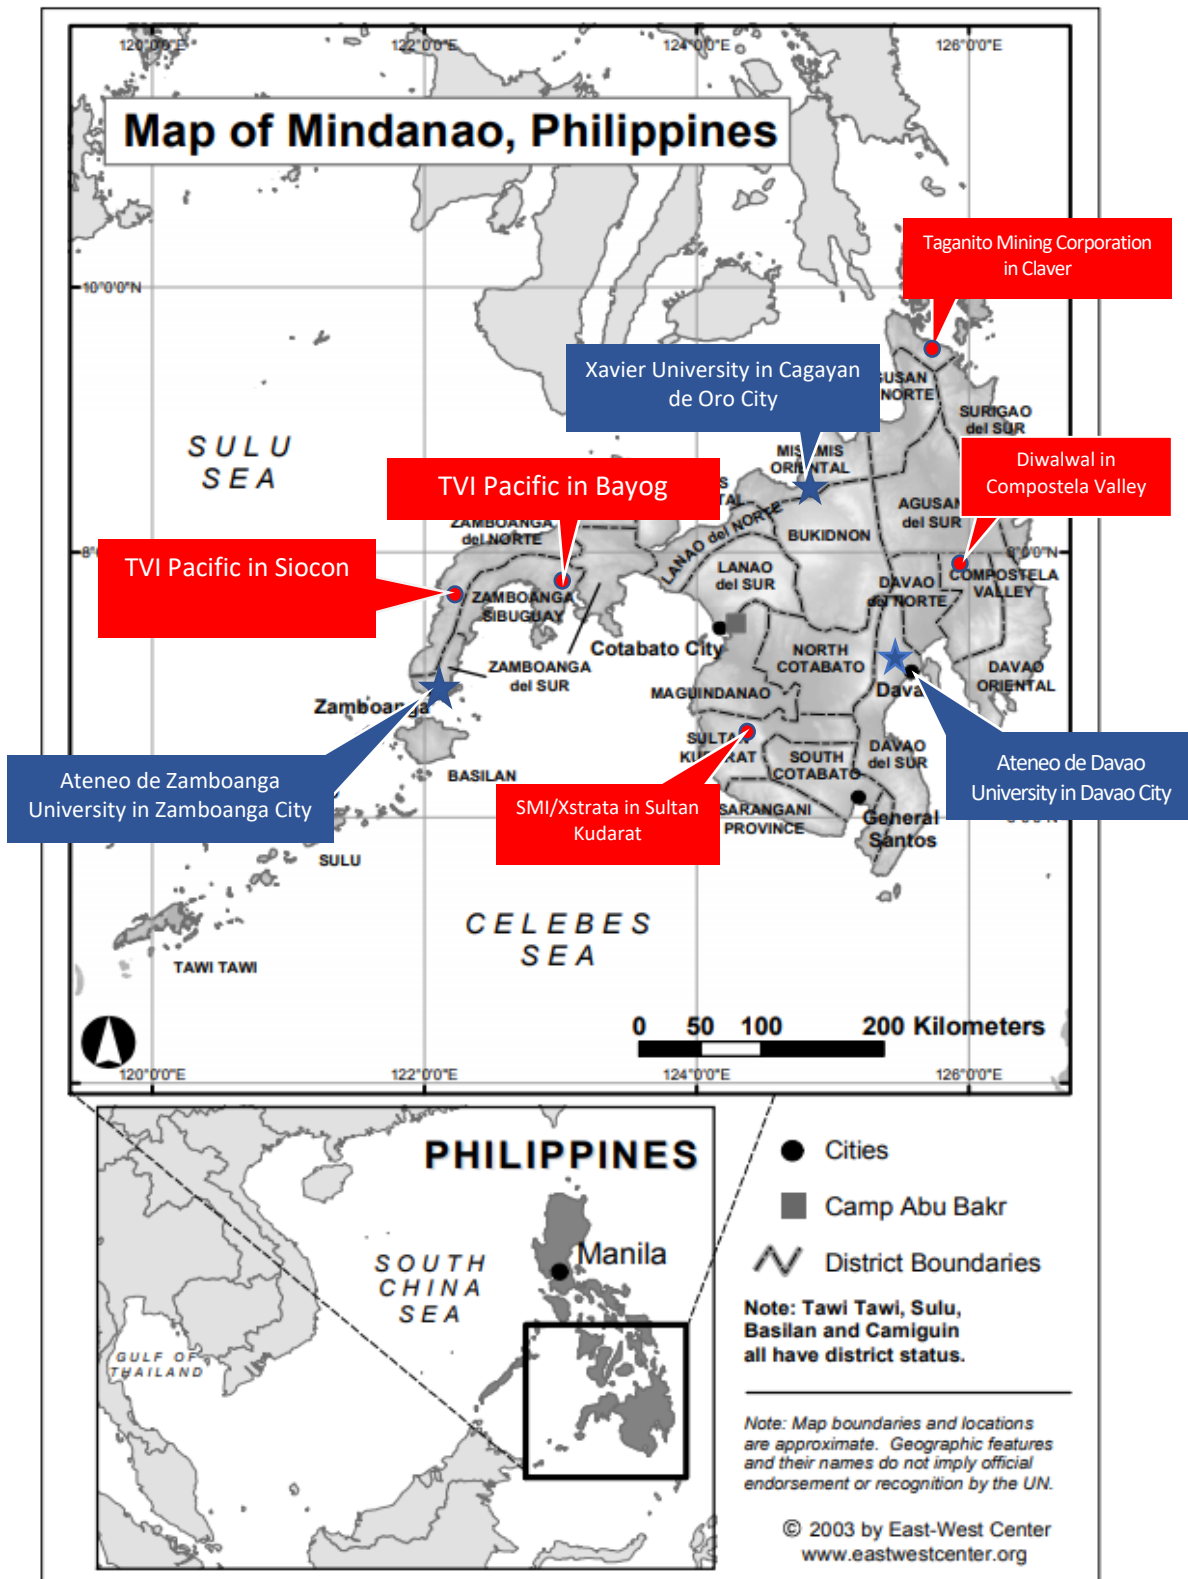 120°0'0"E
122°0'0"E
124°0'0"E
126°0'0"E
Map of Mindanao, Philippines
Taganito Mining Corporation
in Claver
10°0'0"N
Xavier University in Cagayan
de Oro City
NORTE
SURIGAO
del SUR
SULU
SEA
ORIENTAL
Diwalwal in
Compostela Valley
TVI Pacific in Bayog
AGUSAN
del SUR
ZAMBOANGA
del NORTE
LANAO del NORTE
BUKIDNON
TVI Pacific in Siocon
LANAO
del SUR
DAVAO
del NORTE
COMPOSTELA
VALLEY
ZAMBOANGA
SIBUGUAY
Cotabato City
NORTH
COTABATO
ZAMBOANGA
del SUR
DAVAO
ORIENTAL
MAGUINDANAO
Zamboanga
SULTAN
DAVAO
del SUR
SOUTH
COTABATO
Ateneo de Zamboanga
University in Zamboanga City
BASILAN
Ateneo de Davao
University in Davao City
SMI/Xstrata in Sultan
Kudarat
SARANGANI
PROVINCE
General
Santos
SULU
CELEBES
SEA
TAWI TAWI
0 50 100 200 Kilometers
120°0'0"E
122°0'0"E
124°0'0"E
126°0'0"E
PHILIPPINES
Manila
SOUTH
CHINA
SEA
GULF OF
THAILAND
Cities
Camp Abu Bakr
District Boundaries
Note: Tawi Tawi, Sulu,
Basilan and Camiguin
all have district status.
Note: Map boundaries and locations
are approximate. Geographic features
and their names do not imply official
endorsement or recognition by the UN.
© 2003 by East-West Center
www.eastwestcenter.org